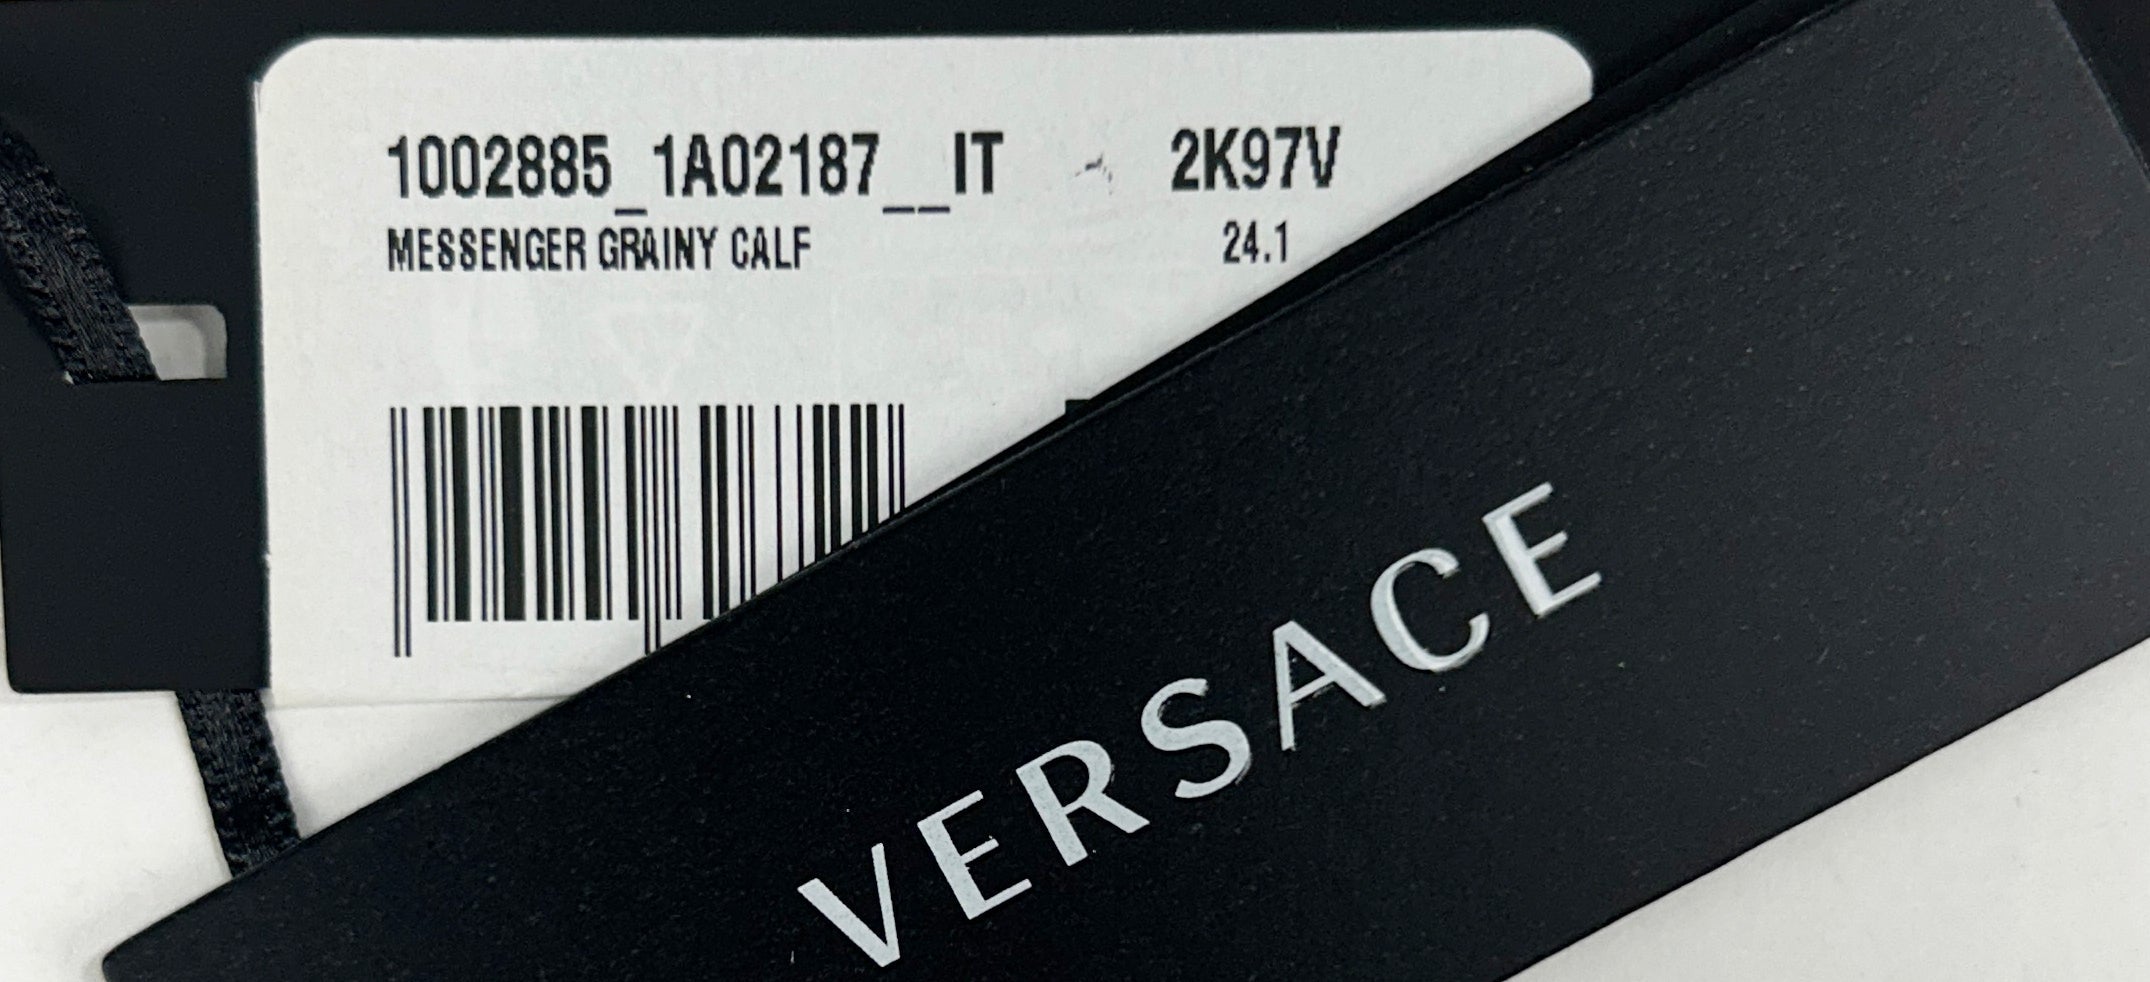 1002885_1A02187__IT 2K97V
MESSENGER GRAINY CALF 24.1
VERSACE